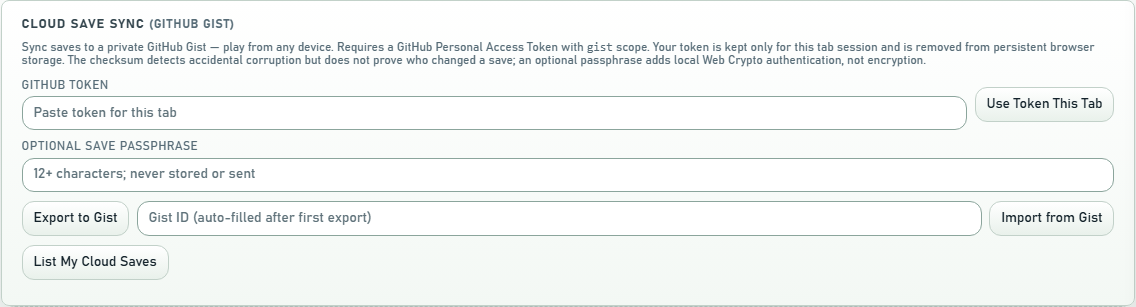 CLOUD SAVE SYNC (GITHUB GIST)
Sync saves to a private GitHub Gist — play from any device. Requires a GitHub Personal Access Token with gist scope. Your token is kept only for this tab session and is removed from persistent browser
storage. The checksum detects accidental corruption but does not prove who changed a save; an optional passphrase adds local Web Crypto authentication, not encryption.
GITHUB TOKEN
Paste token for this tab
Use Token This Tab
OPTIONAL SAVE PASSPHRASE
12+ characters; never stored or sent
Export to Gist
Gist ID (auto-filled after first export)
Import from Gist
List My Cloud Saves